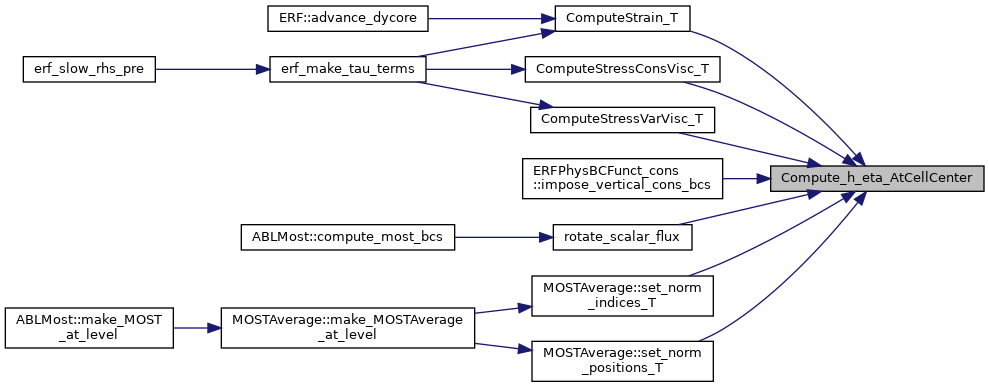 ERF::advance_dycore
ComputeStrain_T
erf_slow_rhs_pre
erf_make_tau_terms
ComputeStressConsVisc_T
ComputeStressVarVisc_T
ERFPhysBCFunct_cons
::impose_vertical_cons_bcs
Compute_h_eta_AtCellCenter
ABLMost::compute_most_bcs
rotate_scalar_flux
MOSTAverage::set_norm
_indices_T
ABLMost::make_MOST
_at_level
MOSTAverage::make_MOSTAverage
_at_level
MOSTAverage::set_norm
_positions_T